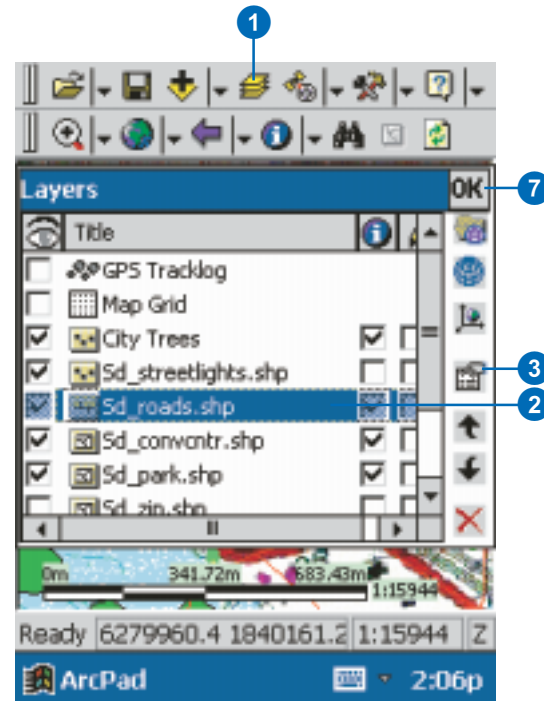 1
Layers OK 7
Title
GPS Tracklog
Map Grid
City Trees
Sd_streetlights.shp
3
Sd_roads.shp 2
Sd_convcntr.shp
Sd_park.shp
Sd_zip.shp
0m 341.72m 683.43m
1:15944
Ready 6279960.4 1840161.2 1:15944 Z
ArcPad 2:06p